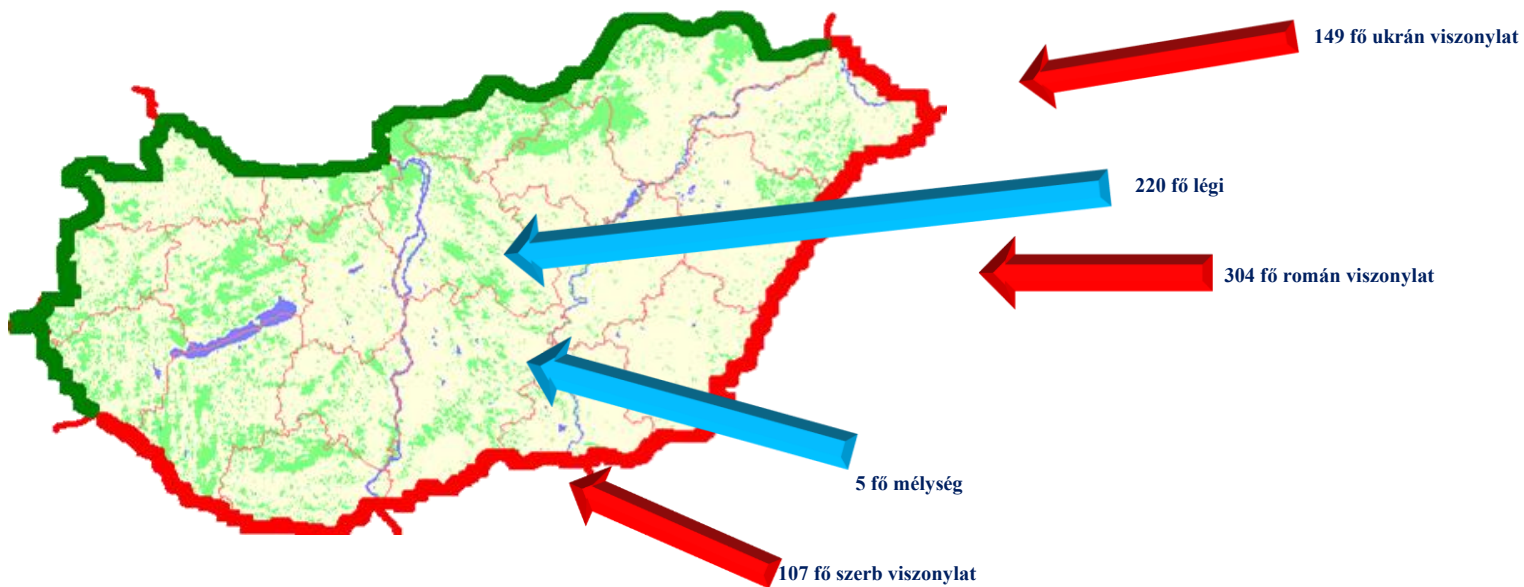 149 fő ukrán viszonylat
220 fő légi
304 fő román viszonylat
5 fő mélység
107 fő szerb viszonylat